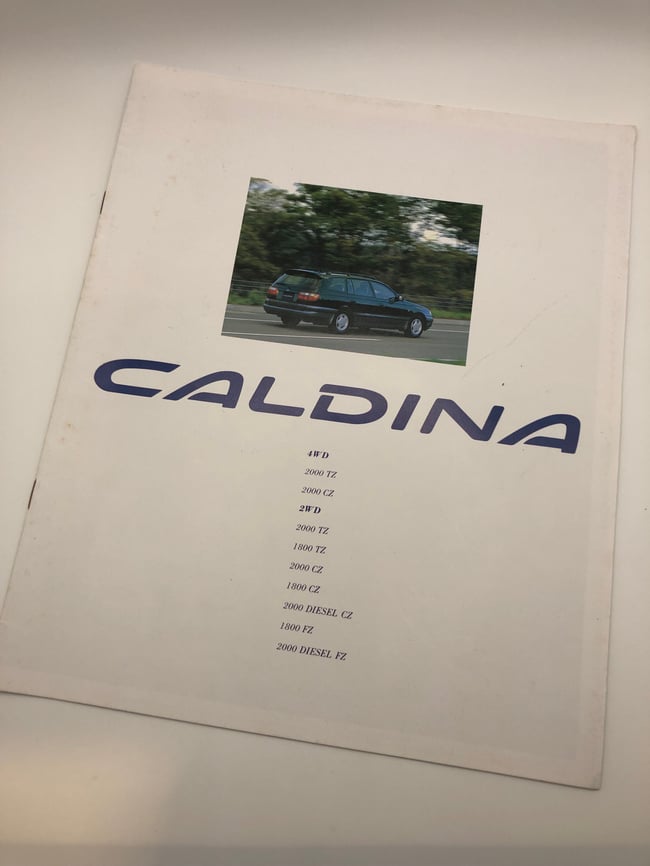 CALDINA
4WD
2000 TZ
2000 CZ
2WD
2000 TZ
1800 TZ
2000 CZ
1800 CZ
2000 DIESEL CZ
1800 FZ
2000 DIESEL FZ